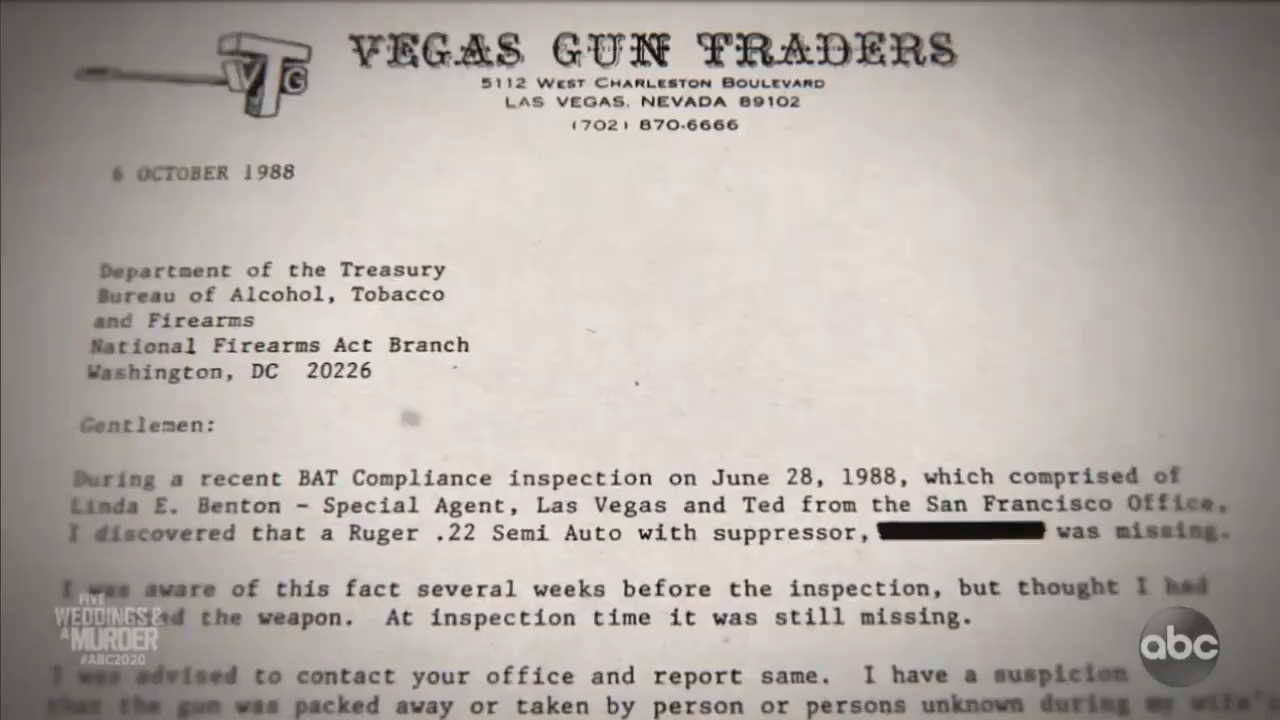 VTG
VEGAS GUN TRADERS
5112 WEST CHARLESTON BOULEVARD
LAS VEGAS, NEVADA 89102
(702) 870-6666
6 OCTOBER 1988
Department of the Treasury
Bureau of Alcohol, Tobacco
and Firearms
National Firearms Act Branch
Washington, DC 20226
Gentlemen:
During a recent BAT Compliance inspection on June 28, 1988, which comprised of
Linda E. Benton - Special Agent, Las Vegas and Ted from the San Francisco Office,
I discovered that a Ruger .22 Semi Auto with suppressor, was missing.
I was aware of this fact several weeks before the inspection, but thought I had
the weapon. At inspection time it was still missing.
I was advised to contact your office and report same. I have a suspicion
that the gun was packed away or taken by person or persons unknown during my wife's
FIVE
WEDDINGS &
A MURDER
#ABC2020
abc